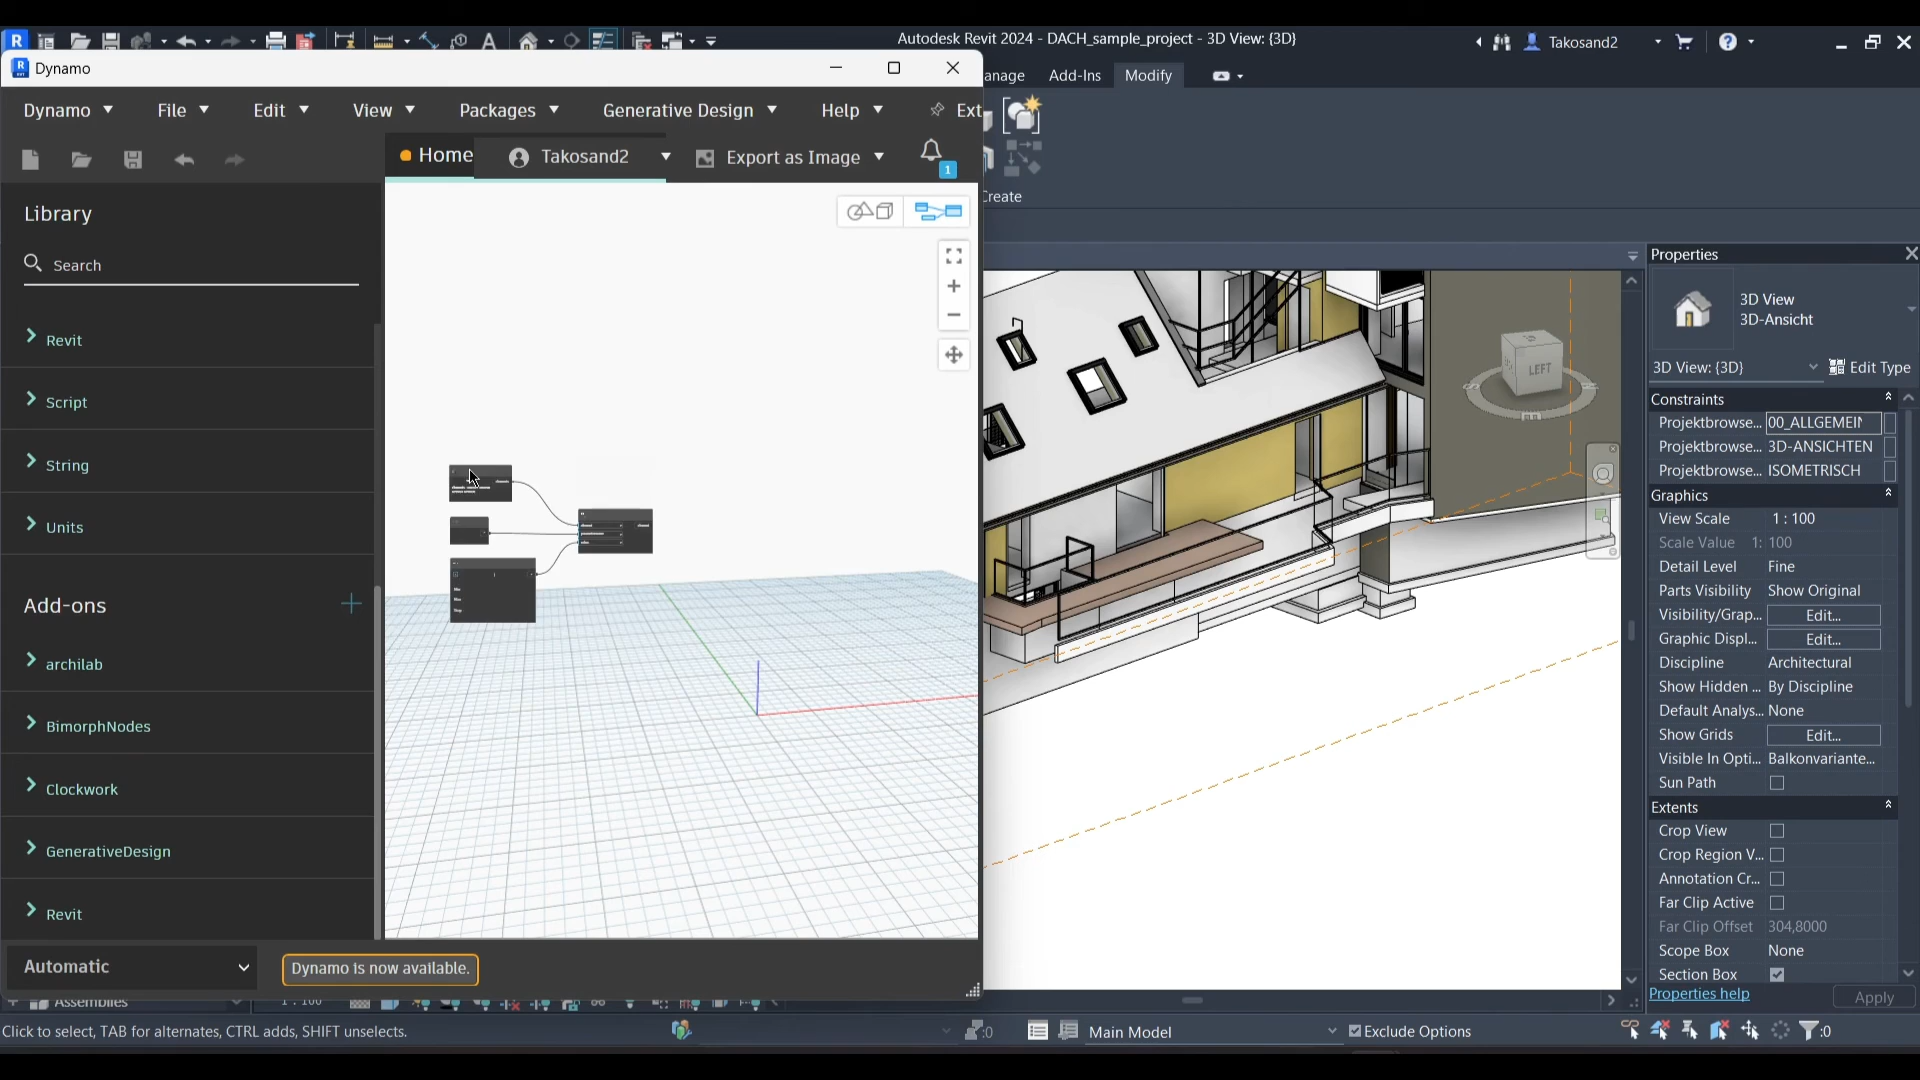 Autodesk Revit 2024 - DACH_sample_project - 3D View: {3D}
Takosand2
Dynamo
anage
Add-Ins
Modify
Dynamo
File
Edit
View
Packages
Generative Design
Help
Ext
Home
Takosand2
Export as Image
1
Create
Library
Search
Revit
Script
String
Units
Add-ons
archilab
BimorphNodes
Clockwork
GenerativeDesign
Revit
Automatic
Dynamo is now available.
LEFT
Properties
3D View
3D-Ansicht
3D View: {3D}
Edit Type
Constraints
Projektbrowse... 00_ALLGEMEIN
Projektbrowse... 3D-ANSICHTEN
Projektbrowse... ISOMETRISCH
Graphics
View Scale 1 : 100
Scale Value 1: 100
Detail Level Fine
Parts Visibility Show Original
Visibility/Grap... Edit...
Graphic Displ... Edit...
Discipline Architectural
Show Hidden ... By Discipline
Default Analys... None
Show Grids Edit...
Visible In Opti... Balkonvariante...
Sun Path
Extents
Crop View
Crop Region V...
Annotation Cr...
Far Clip Active
Far Clip Offset 304,8000
Scope Box None
Section Box
Properties help
Apply
Assemblies
1 : 100
Click to select, TAB for alternates, CTRL adds, SHIFT unselects.
:0
Main Model
Exclude Options
:0